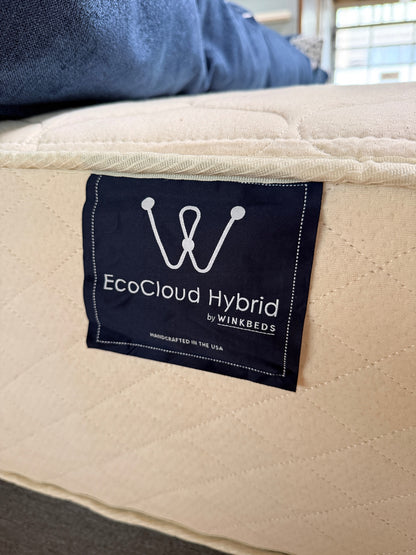 EcoCloud Hybrid
by WINKBEDS
HANDCRAFTED IN THE USA